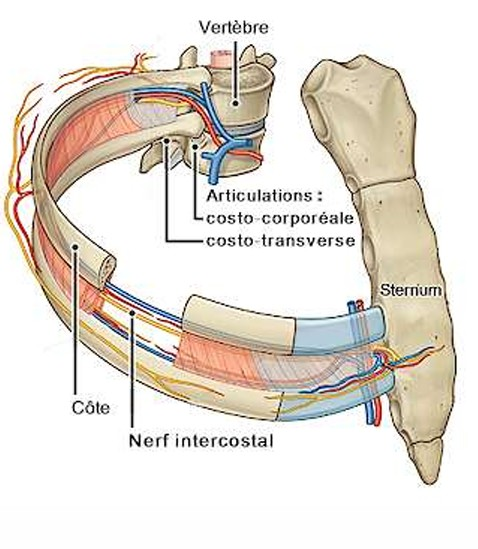 Vertèbre
Articulations :
costo-corporéale
costo-transverse
Sternum
Côte
Nerf intercostal